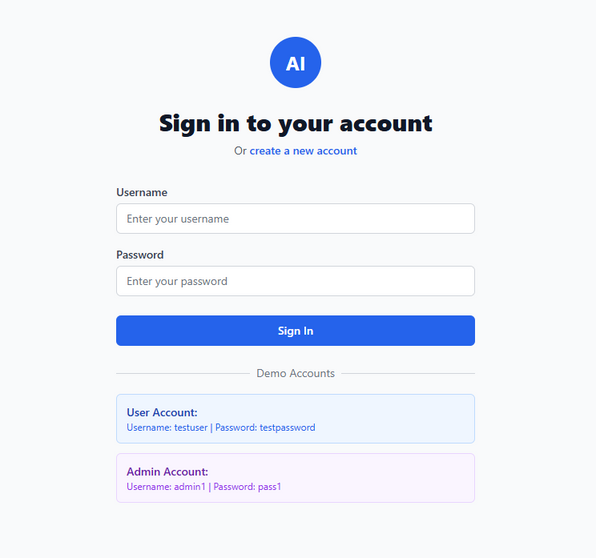 AI
Sign in to your account
Or create a new account
Username
Enter your username
Password
Enter your password
Sign In
Demo Accounts
User Account:
Username: testuser | Password: testpassword
Admin Account:
Username: admin1 | Password: pass1